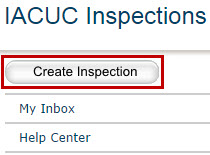 IACUC Inspections
Create Inspection
My Inbox
Help Center